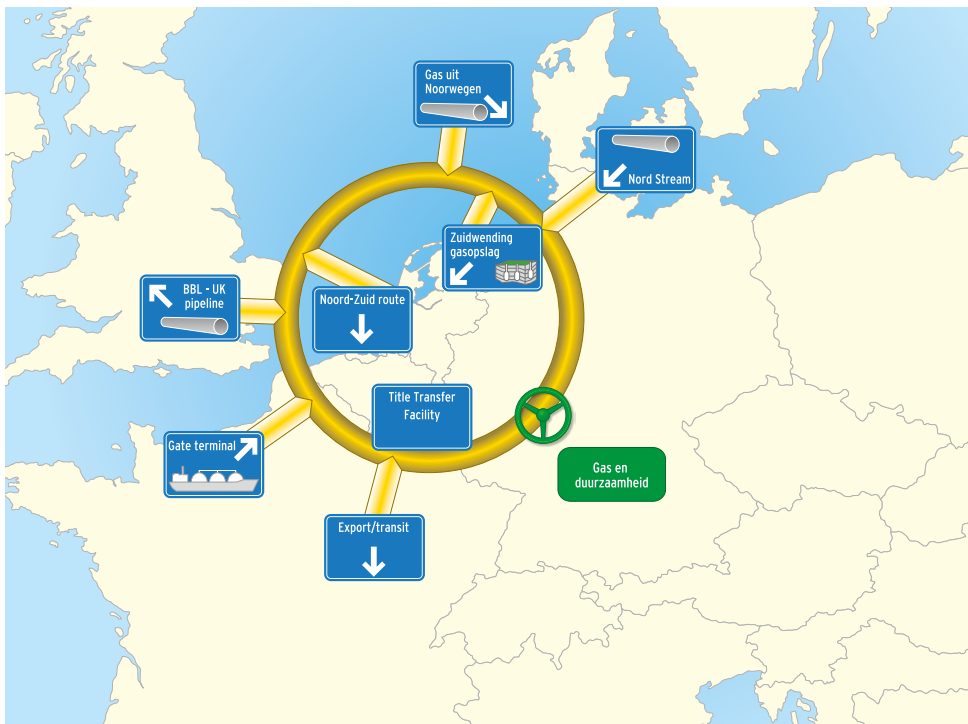 Gas uit
Noorwegen
Nord Stream
Zuidwending
gasopslag
BBL - UK
pipeline
Noord-Zuid route
Title Transfer
Facility
Gate terminal
Gas en
duurzaamheid
Export/transit